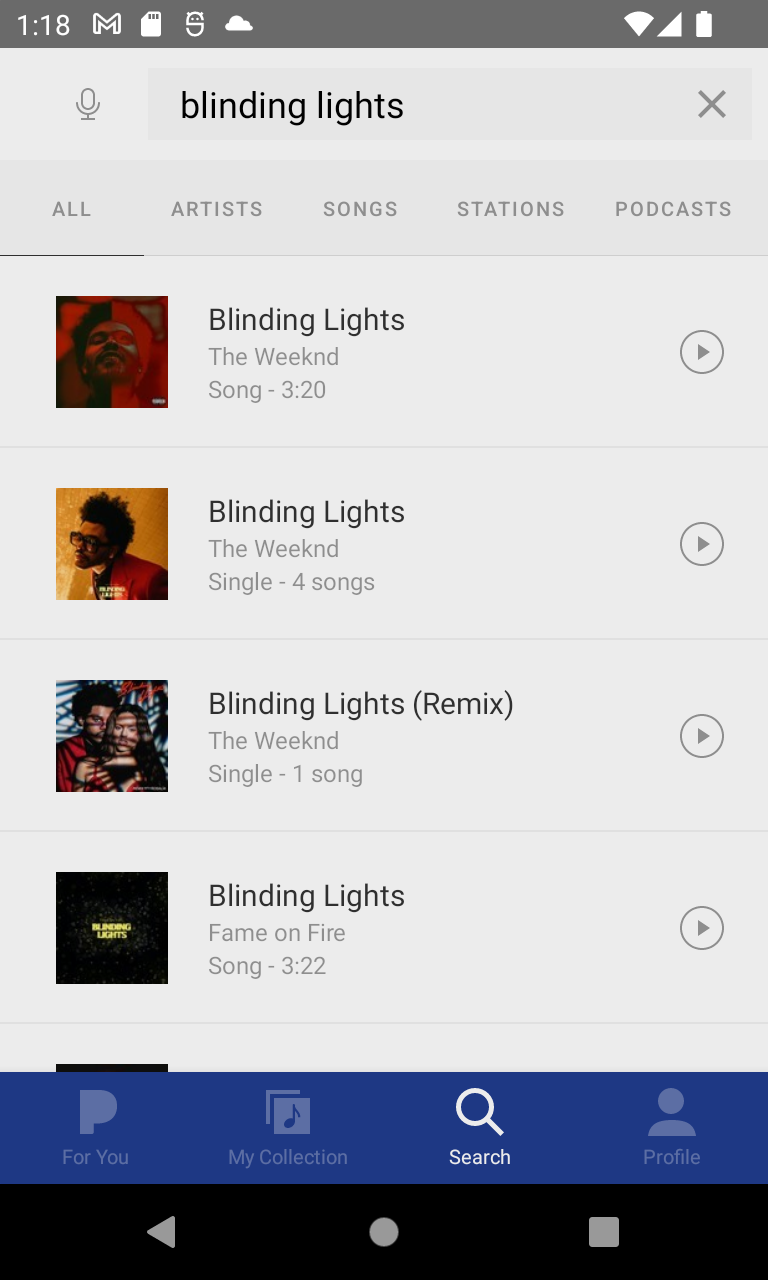 1:18
blinding lights
ALL
ARTISTS
SONGS
STATIONS
PODCASTS
Blinding Lights
The Weeknd
Song - 3:20
Blinding Lights
The Weeknd
Single - 4 songs
Blinding Lights (Remix)
The Weeknd
Single - 1 song
Blinding Lights
Fame on Fire
Song - 3:22
BLINDING
LIGHTS
For You
My Collection
Search
Profile